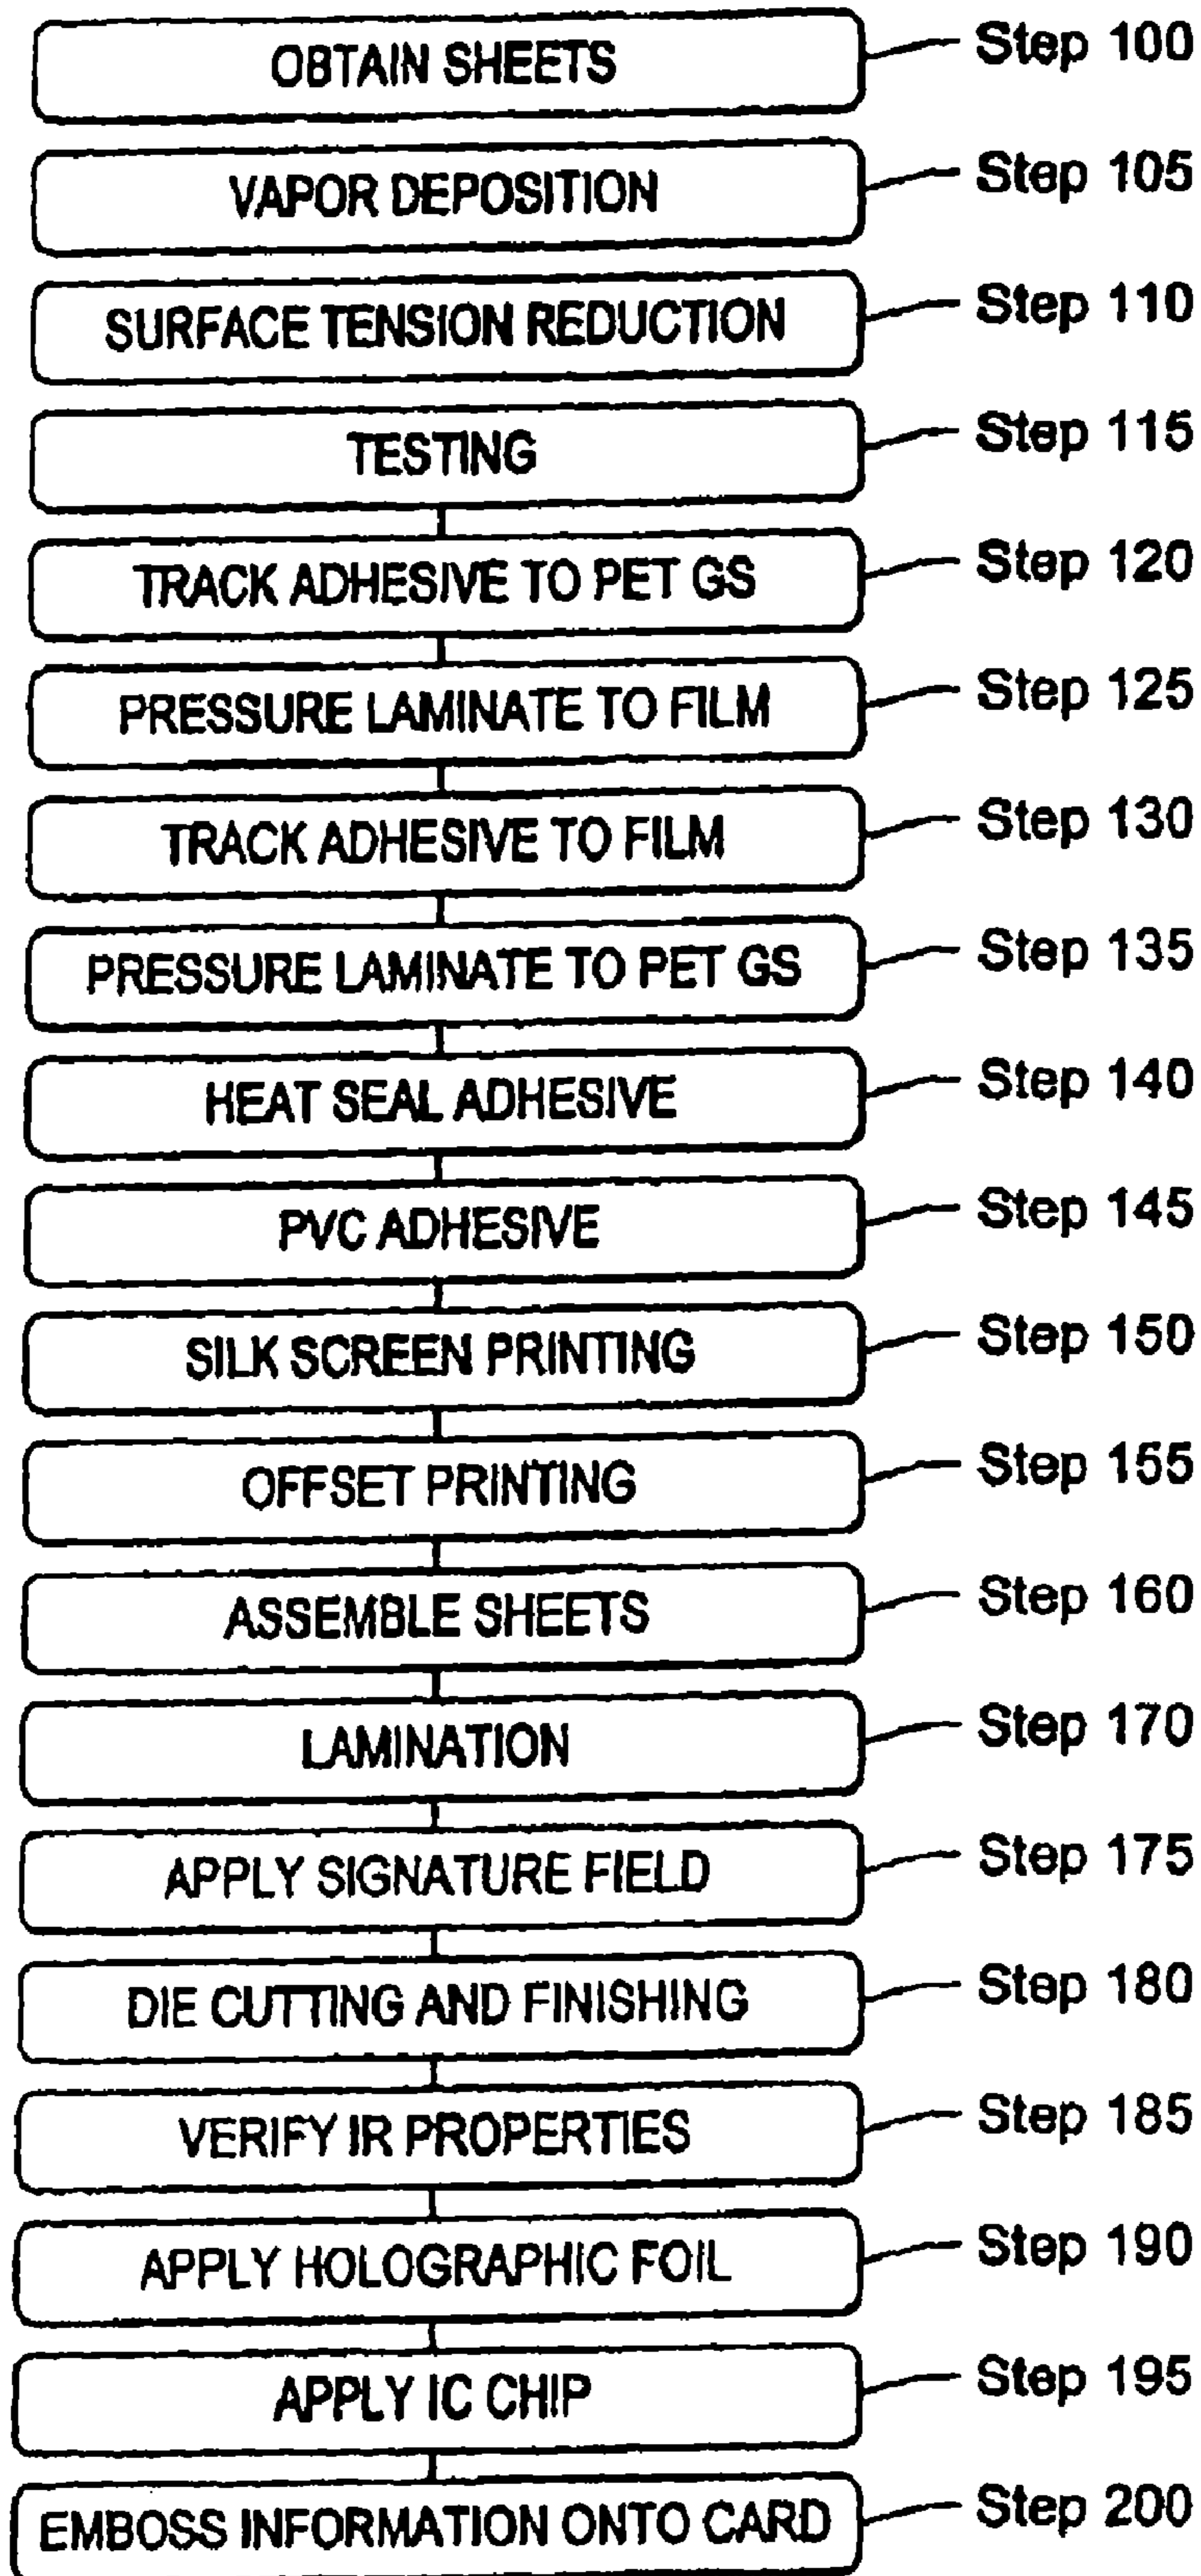 OBTAIN SHEETS Step 100
VAPOR DEPOSITION Step 105
SURFACE TENSION REDUCTION Step 110
TESTING Step 115
TRACK ADHESIVE TO PET GS Step 120
PRESSURE LAMINATE TO FILM Step 125
TRACK ADHESIVE TO FILM Step 130
PRESSURE LAMINATE TO PET GS Step 135
HEAT SEAL ADHESIVE Step 140
PVC ADHESIVE Step 145
SILK SCREEN PRINTING Step 150
OFFSET PRINTING Step 155
ASSEMBLE SHEETS Step 160
LAMINATION Step 170
APPLY SIGNATURE FIELD Step 175
DIE CUTTING AND FINISHING Step 180
VERIFY IR PROPERTIES Step 185
APPLY HOLOGRAPHIC FOIL Step 190
APPLY IC CHIP Step 195
EMBOSS INFORMATION ONTO CARD Step 200